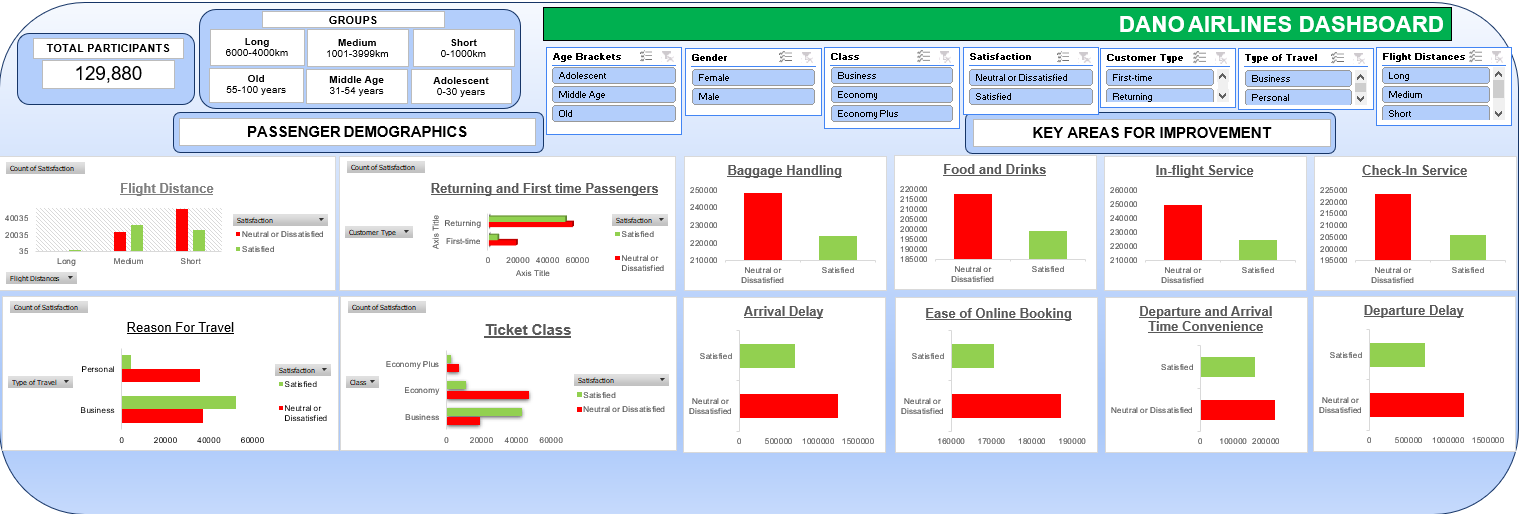 DANO AIRLINES DASHBOARD
TOTAL PARTICIPANTS
129,880
GROUPS
Long
6000-4000km
Medium
1001-3999km
Short
0-1000km
Old
55-100 years
Middle Age
31-54 years
Adolescent
0-30 years
Age Brackets
Adolescent
Middle Age
Old
Gender
Female
Male
Class
Business
Economy
Economy Plus
Satisfaction
Neutral or Dissatisfied
Satisfied
Customer Type
First-time
Returning
Type of Travel
Business
Personal
Flight Distances
Long
Medium
Short
PASSENGER DEMOGRAPHICS
KEY AREAS FOR IMPROVEMENT
Count of Satisfaction
Flight Distance
40035
20035
35
Long
Medium
Short
Satisfaction
Neutral or Dissatisfied
Satisfied
Flight Distances
Count of Satisfaction
Returning and First time Passengers
Customer Type
Axis Title
Returning
First-time
0
20000
40000
60000
Axis Title
Satisfaction
Satisfied
Neutral or
Dissatisfied
Baggage Handling
250000
240000
230000
220000
210000
Neutral or
Dissatisfied
Satisfied
Food and Drinks
220000
215000
210000
205000
200000
195000
190000
185000
Neutral or
Dissatisfied
Satisfied
In-flight Service
260000
250000
240000
230000
220000
210000
Neutral or
Dissatisfied
Satisfied
Check-In Service
225000
220000
215000
210000
205000
200000
195000
Neutral or
Dissatisfied
Satisfied
Count of Satisfaction
Reason For Travel
Type of Travel
Personal
Business
0
20000
40000
60000
Satisfaction
Satisfied
Neutral or
Dissatisfied
Count of Satisfaction
Ticket Class
Class
Economy Plus
Economy
Business
0
20000
40000
60000
Satisfaction
Satisfied
Neutral or Dissatisfied
Arrival Delay
Satisfied
Neutral or
Dissatisfied
0
500000
1000000
1500000
Ease of Online Booking
Satisfied
Neutral or
Dissatisfied
160000
170000
180000
190000
Departure and Arrival
Time Convenience
Satisfied
Neutral or Dissatisfied
0
100000
200000
Departure Delay
Satisfied
Neutral or
Dissatisfied
0
500000
1000000
1500000